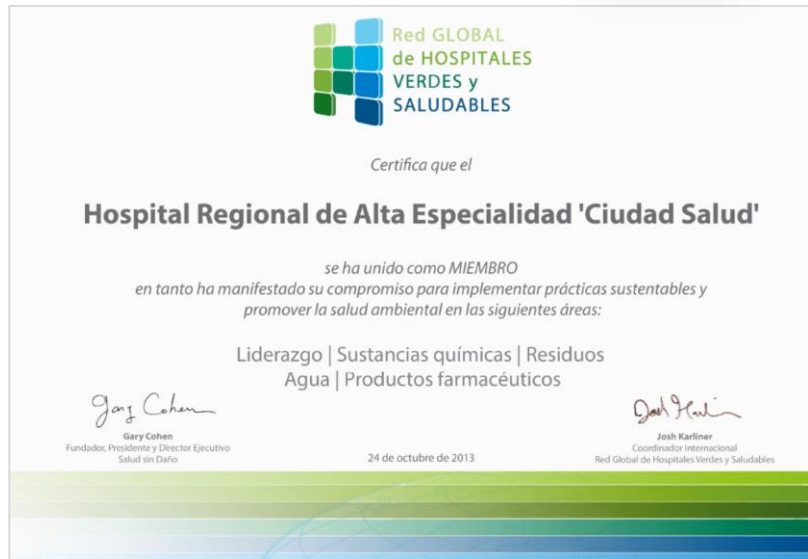 Red GLOBAL
de HOSPITALES
VERDES y
SALUDABLES
Certifica que el
Hospital Regional de Alta Especialidad 'Ciudad Salud'
se ha unido como MIEMBRO
en tanto ha manifestado su compromiso para implementar prácticas sustentables y
promover la salud ambiental en las siguientes áreas:
Liderazgo | Sustancias químicas | Residuos
Agua | Productos farmacéuticos
Gary Cohen
Gary Cohen
Fundador, Presidente y Director Ejecutivo
Salud sin Daño
24 de octubre de 2013
Josh Karliner
Coordinador Internacional
Red Global de Hospitales Verdes y Saludables